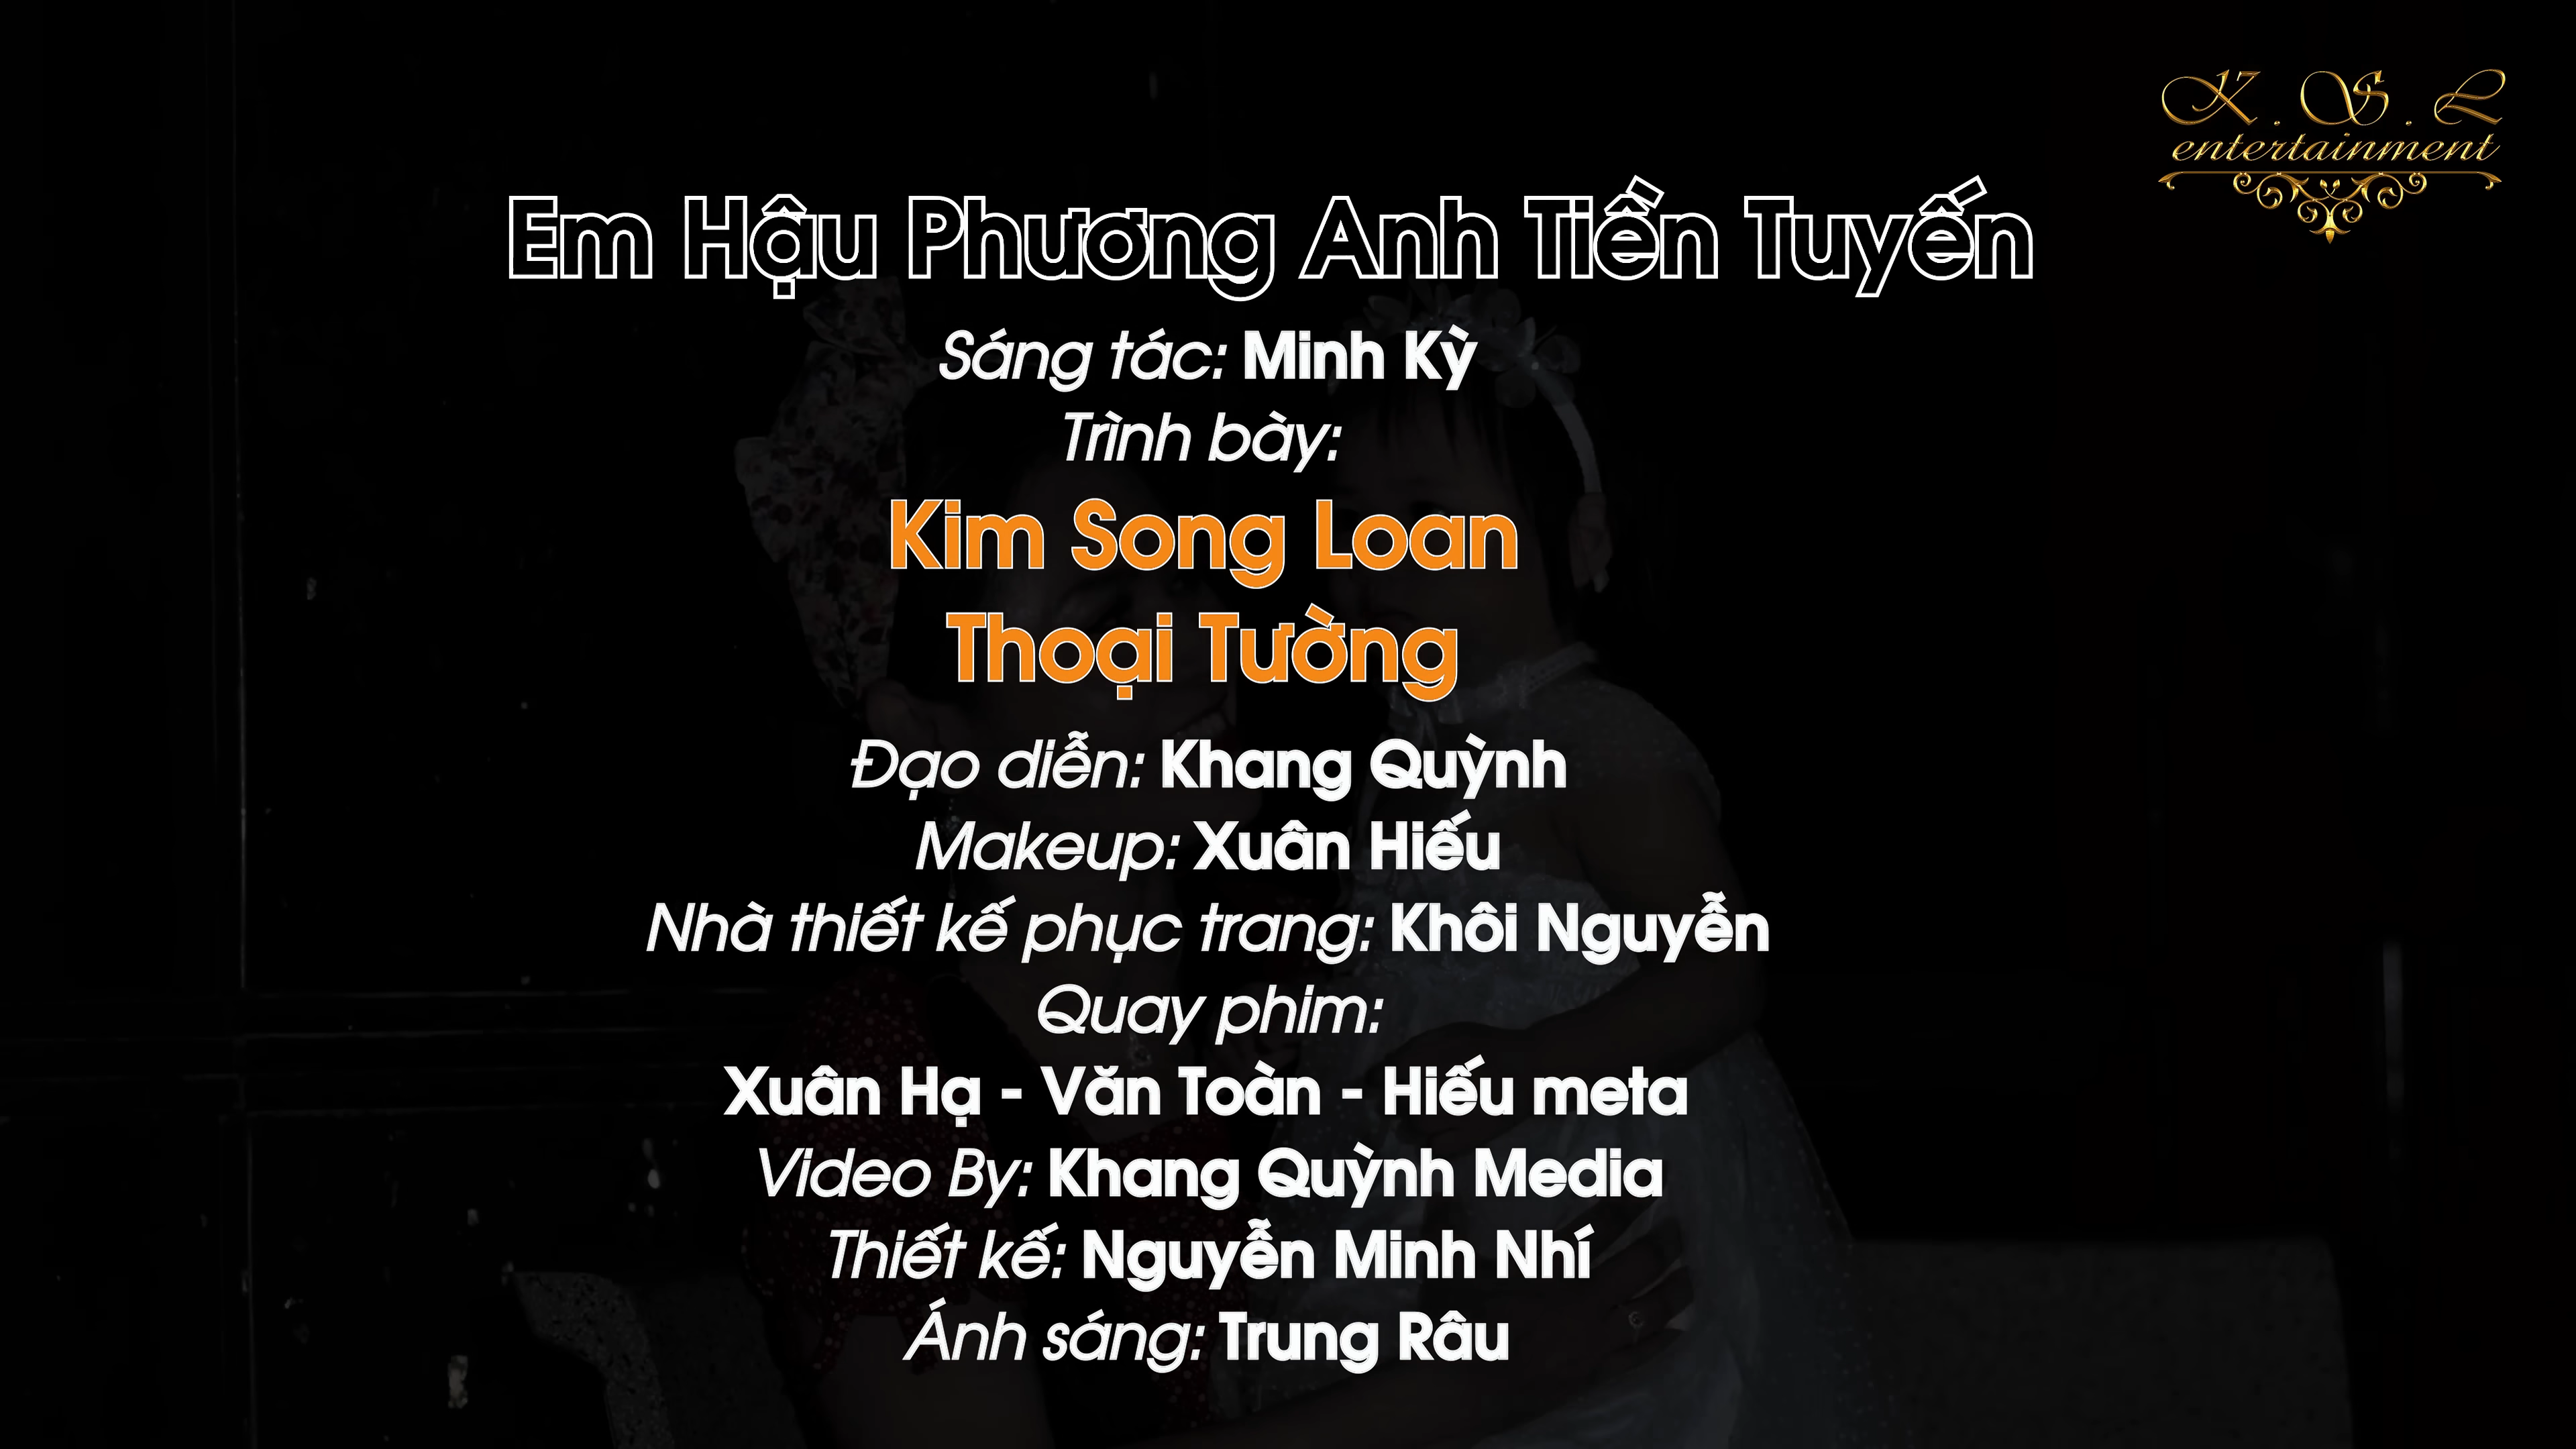 K.S.L
entertainment
Em Hậu Phương Anh Tiền Tuyến
Sáng tác: Minh Kỳ
Trình bày:
Kim Song Loan
Thoại Tường
Đạo diễn: Khang Quỳnh
Makeup: Xuân Hiếu
Nhà thiết kế phục trang: Khôi Nguyễn
Quay phim:
Xuân Hạ - Văn Toàn - Hiếu meta
Video By: Khang Quỳnh Media
Thiết kế: Nguyễn Minh Nhí
Ánh sáng: Trung Râu